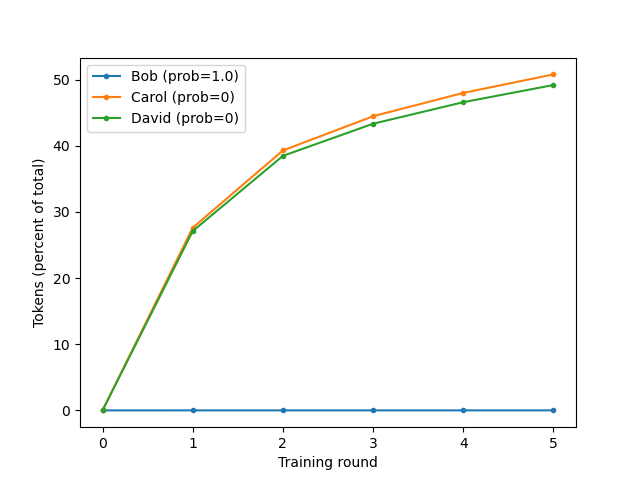 Bob (prob=1.0)
Carol (prob=0)
David (prob=0)
Tokens (percent of total)
50
40
30
20
10
0
0 1 2 3 4 5
Training round